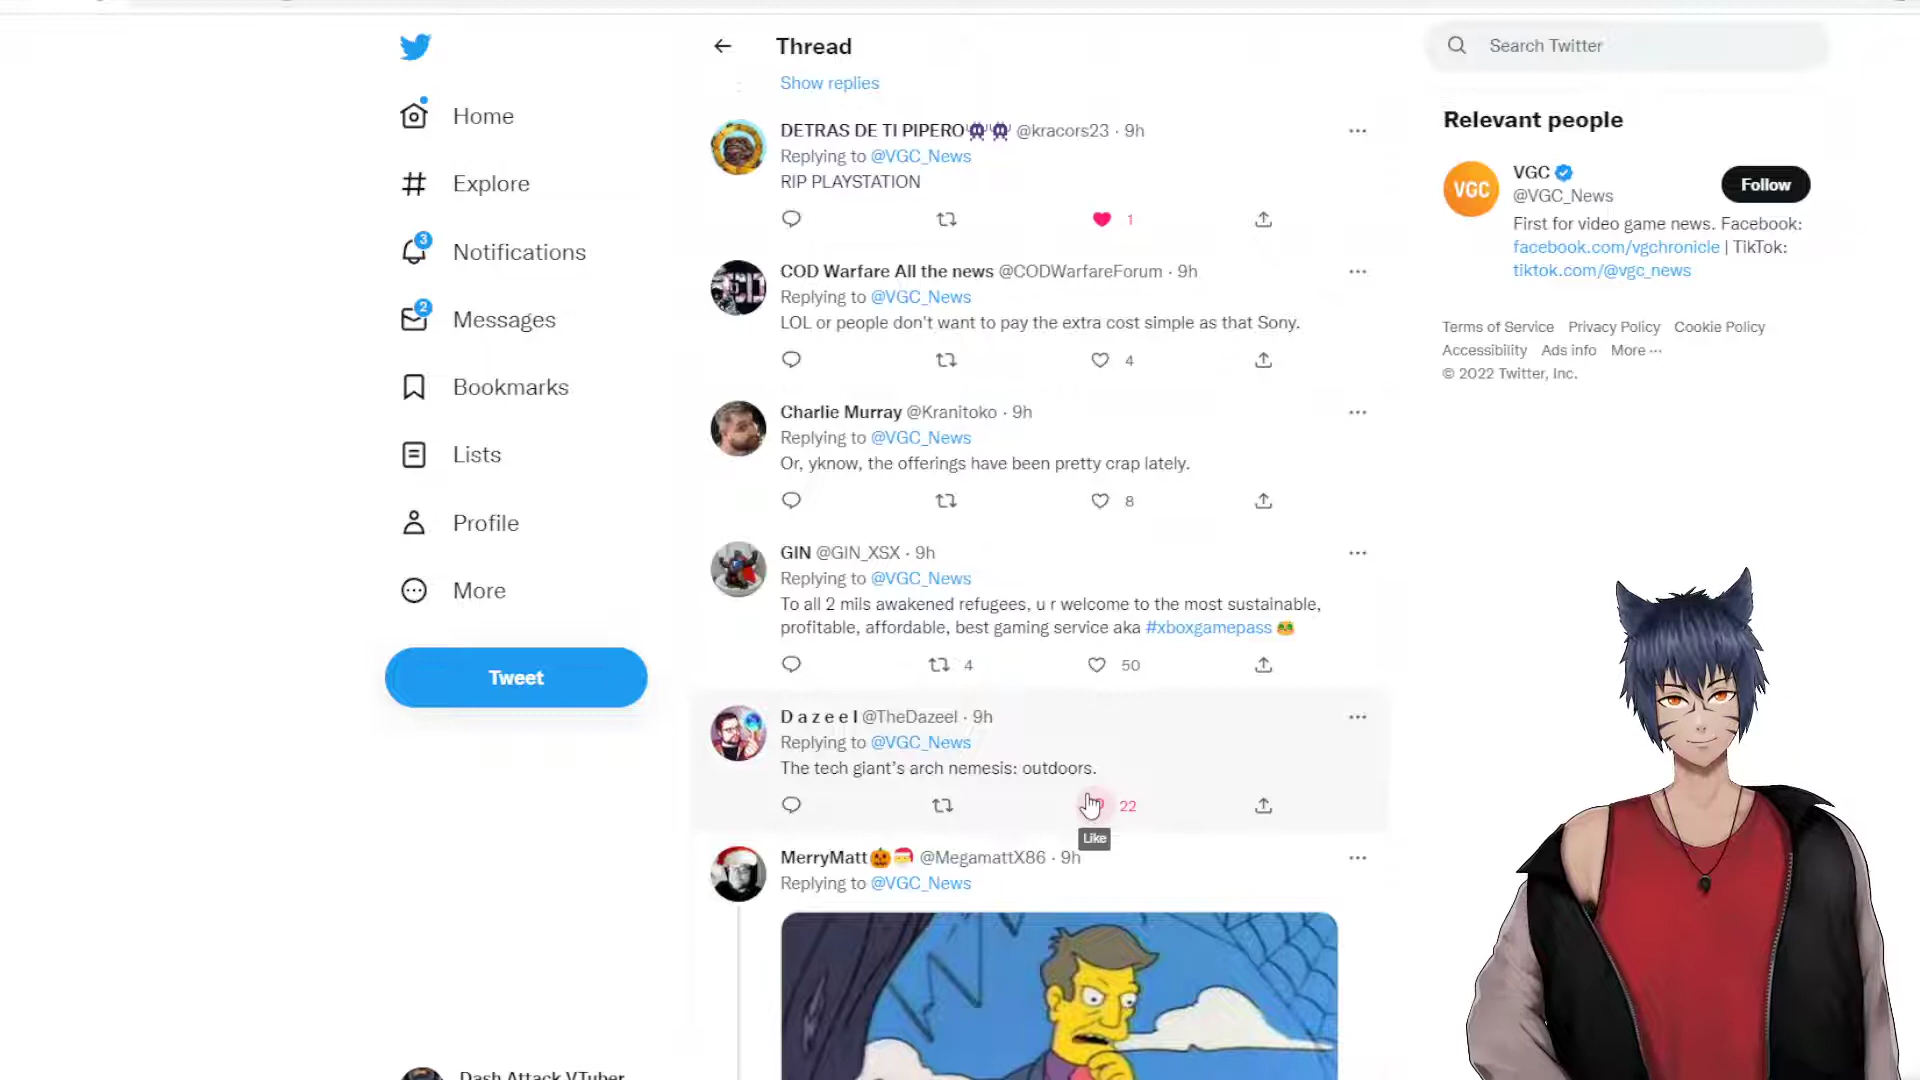 Home
Explore
3
Notifications
2
Messages
Bookmarks
Lists
Profile
More
Tweet
Dash Attack VTuber
Thread
Show replies
DETRAS DE TI PIPERO👾👾 @kracors23 · 9h
Replying to @VGC_News
RIP PLAYSTATION
1
COD Warfare All the news @CODWarfareForum · 9h
Replying to @VGC_News
LOL or people don't want to pay the extra cost simple as that Sony.
4
Charlie Murray @Kranitoko · 9h
Replying to @VGC_News
Or, yknow, the offerings have been pretty crap lately.
8
GIN @GIN_XSX · 9h
Replying to @VGC_News
To all 2 mils awakened refugees, u r welcome to the most sustainable,
profitable, affordable, best gaming service aka #xboxgamepass
4 50
D a z e e l @TheDazeel · 9h
Replying to @VGC_News
The tech giant's arch nemesis: outdoors.
22
Like
MerryMatt🎃🎅 @MegamattX86 · 9h
Replying to @VGC_News
Search Twitter
Relevant people
VGC
VGC
@VGC_News
Follow
First for video game news. Facebook:
facebook.com/vgchronicle | TikTok:
tiktok.com/@vgc_news
Terms of Service Privacy Policy Cookie Policy
Accessibility Ads info More ···
© 2022 Twitter, Inc.